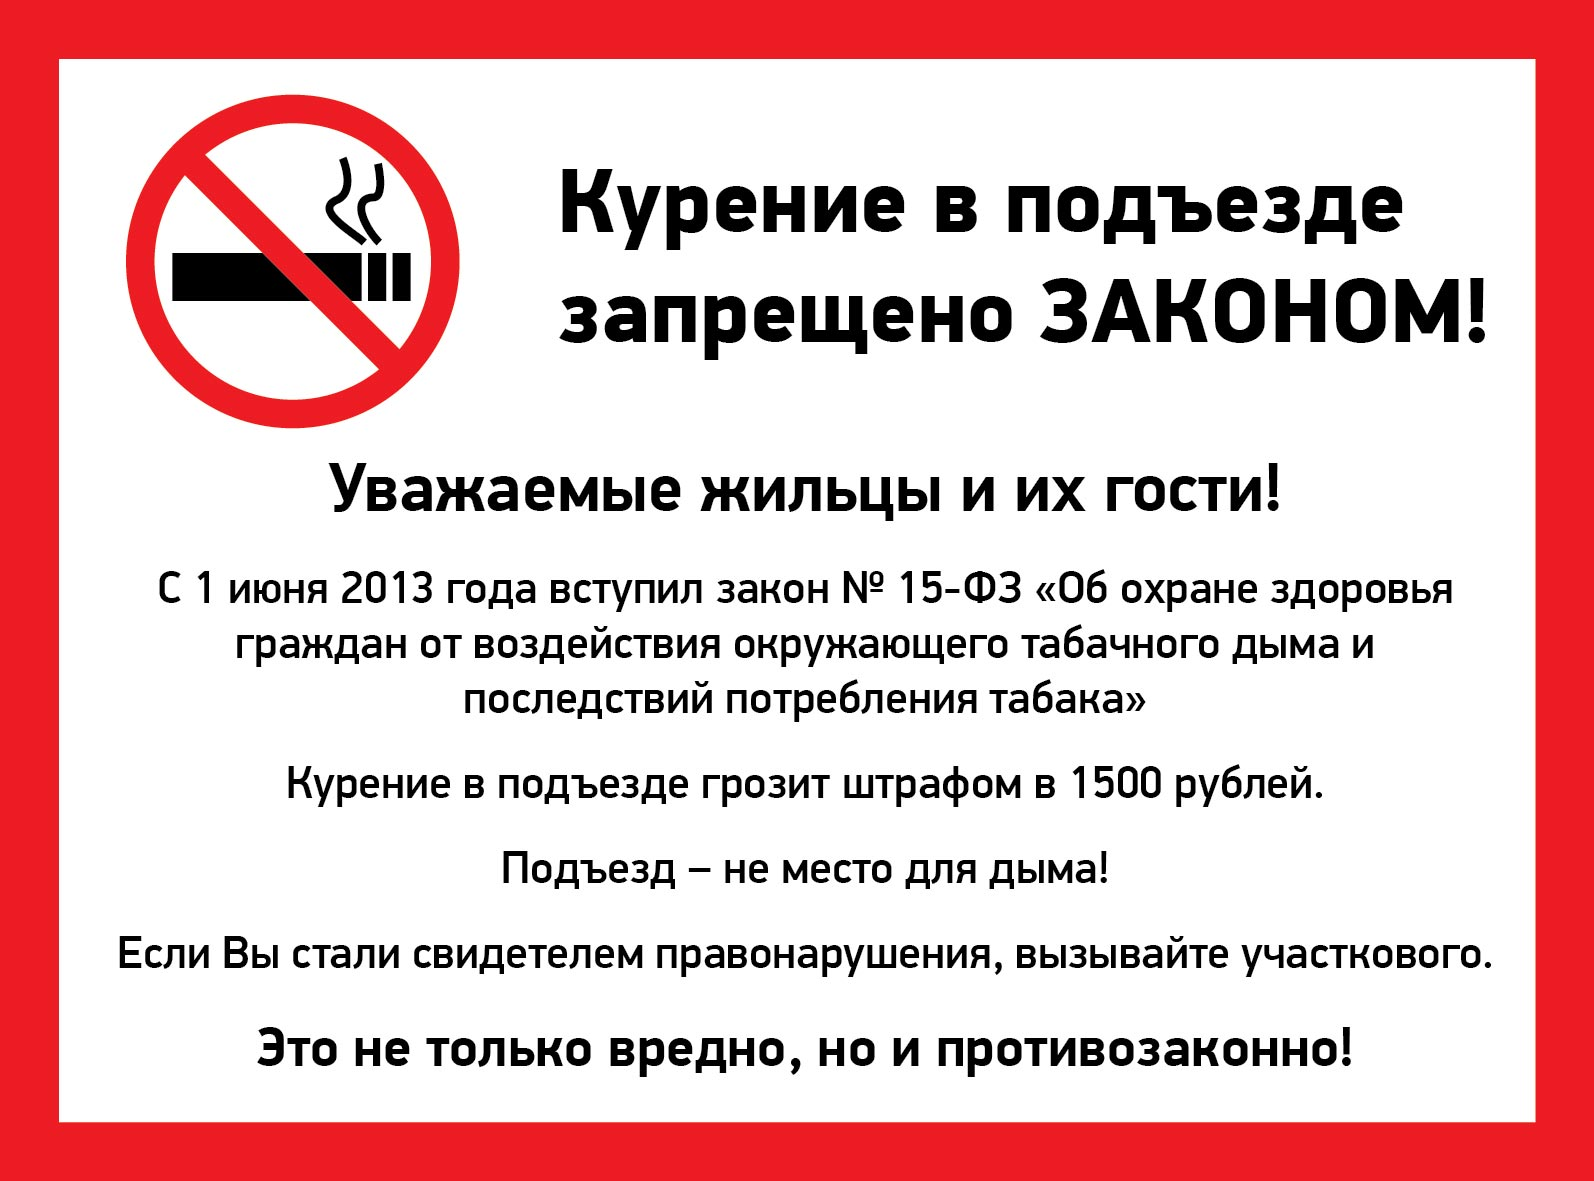 Курение в подъезде
запрещено ЗАКОНОМ!
Уважаемые жильцы и их гости!
С 1 июня 2013 года вступил закон № 15-ФЗ «Об охране здоровья
граждан от воздействия окружающего табачного дыма и
последствий потребления табака»
Курение в подъезде грозит штрафом в 1500 рублей.
Подъезд – не место для дыма!
Если Вы стали свидетелем правонарушения, вызывайте участкового.
Это не только вредно, но и противозаконно!